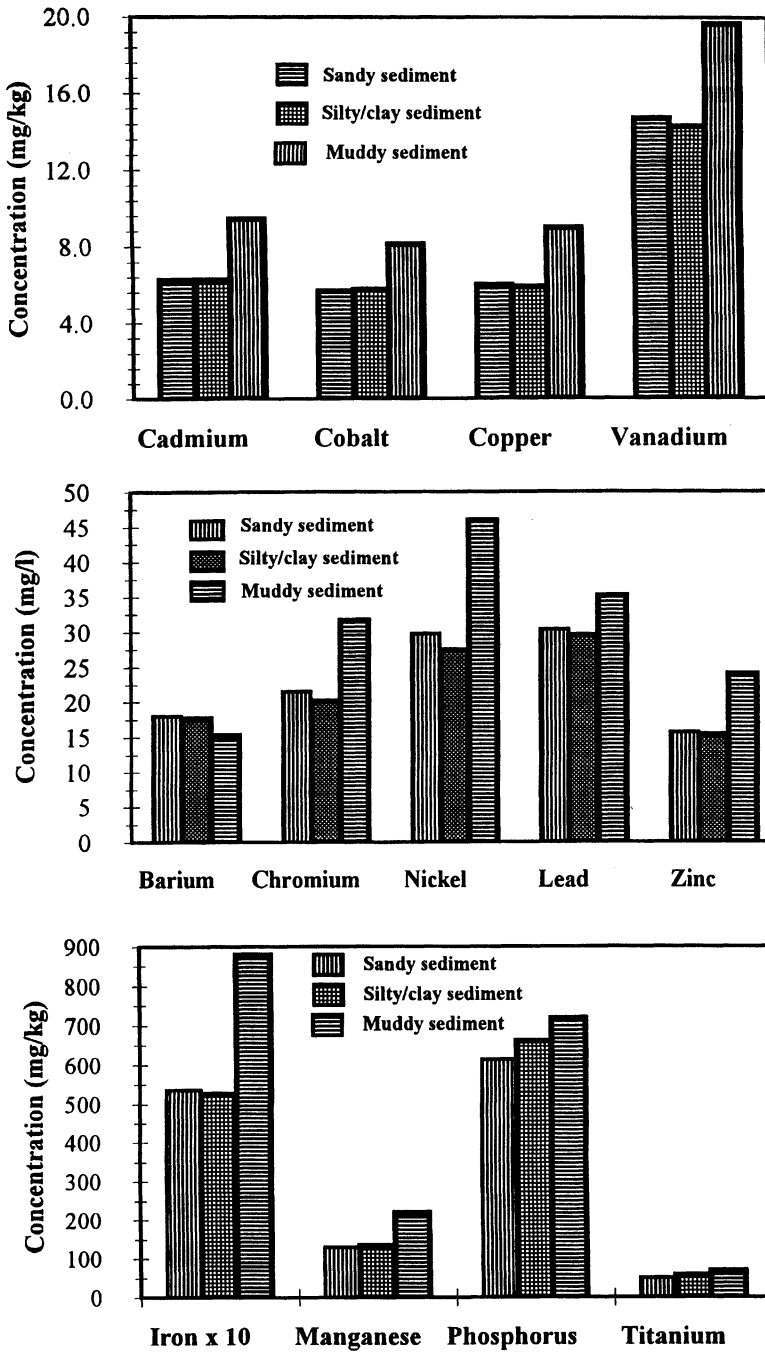 Concentration (mg/kg)
20.0
16.0
12.0
8.0
4.0
0.0
Sandy sediment
Silty/clay sediment
Muddy sediment
Cadmium Cobalt Copper Vanadium
Concentration (mg/l)
50
45
40
35
30
25
20
15
10
5
0
Sandy sediment
Silty/clay sediment
Muddy sediment
Barium Chromium Nickel Lead Zinc
Concentration (mg/kg)
900
800
700
600
500
400
300
200
100
0
Sandy sediment
Silty/clay sediment
Muddy sediment
Iron x 10 Manganese Phosphorus Titanium